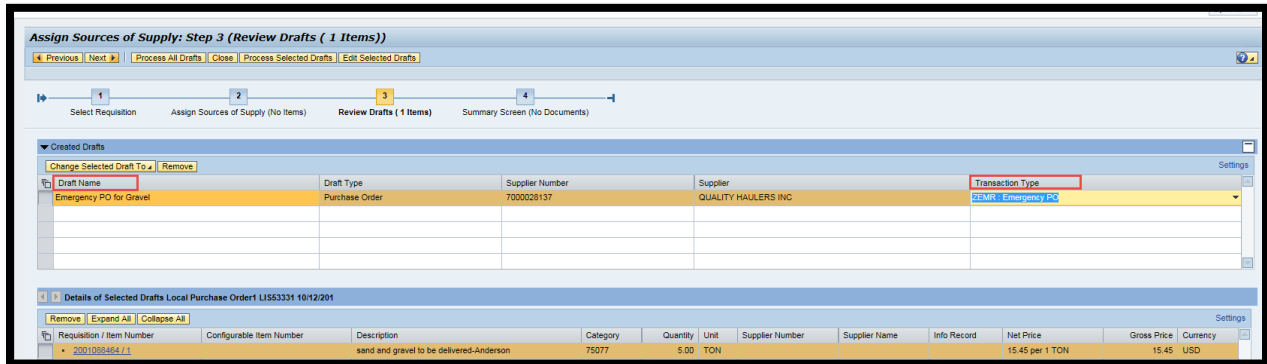 Assign Sources of Supply: Step 3 (Review Drafts ( 1 Items))
Previous Next Process All Drafts Close Process Selected Drafts Edit Selected Drafts
1 2 3 4
Select Requisition Assign Sources of Supply (No Items) Review Drafts ( 1 Items) Summary Screen (No Documents)
Created Drafts
Change Selected Draft To Remove Settings
Draft Name Draft Type Supplier Number Supplier Transaction Type
Emergency PO for Gravel Purchase Order 7000028137 QUALITY HAULERS INC ZEMR : Emergency PO
Details of Selected Drafts Local Purchase Order1 LIS53331 10/12/201
Remove Expand All Collapse All Settings
Requisition / Item Number Configurable Item Number Description Category Quantity Unit Supplier Number Supplier Name Info Record Net Price Gross Price Currency
• 2001088464 / 1 sand and gravel to be delivered-Anderson 75077 5.00 TON 15.45 per 1 TON 15.45 USD